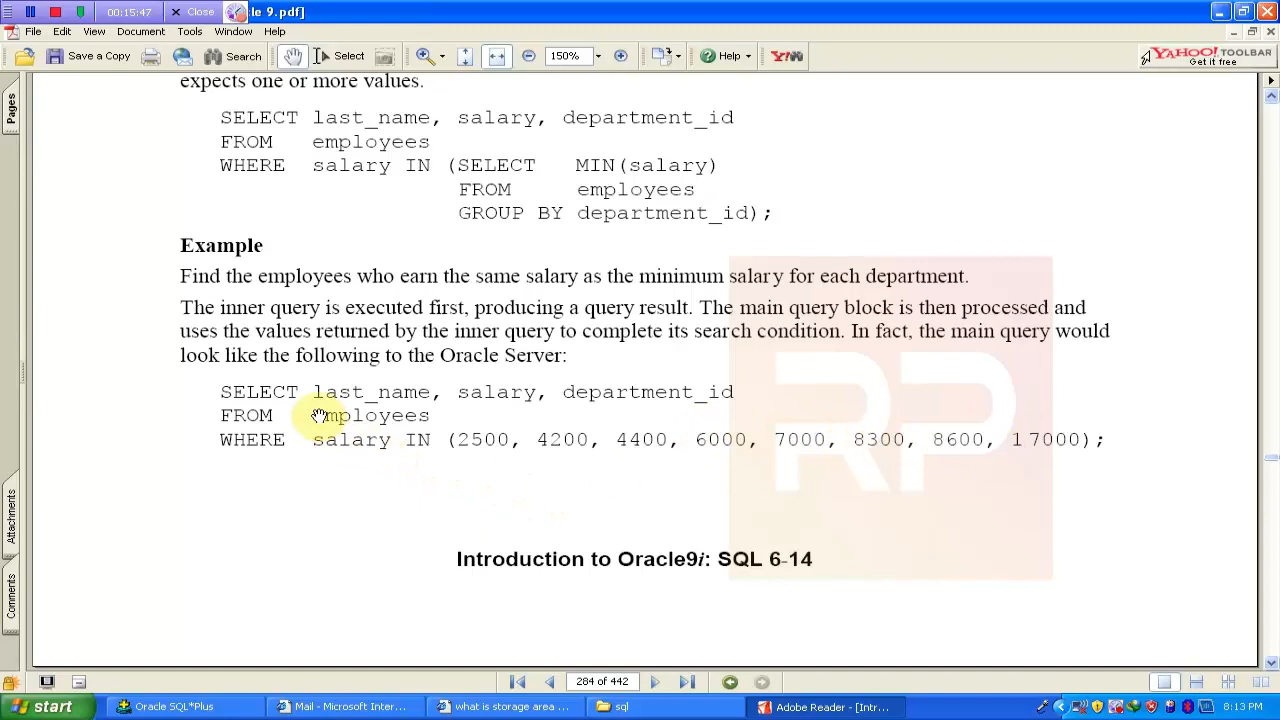 00:15:47 Close le 9.pdf]
File Edit View Document Tools Window Help
Save a Copy Search Select 150% Help Y! YAHOO! TOOLBAR
Get it free
expects one or more values.
SELECT last_name, salary, department_id
FROM employees
WHERE salary IN (SELECT MIN(salary)
FROM employees
GROUP BY department_id);
Example
Find the employees who earn the same salary as the minimum salary for each department.
The inner query is executed first, producing a query result. The main query block is then processed and
uses the values returned by the inner query to complete its search condition. In fact, the main query would
look like the following to the Oracle Server:
SELECT last_name, salary, department_id
FROM employees
WHERE salary IN (2500, 4200, 4400, 6000, 7000, 8300, 8600, 17000);
RP
Introduction to Oracle9i: SQL 6-14
Pages
Attachments
Comments
284 of 442
start Oracle SQL*Plus Mail - Microsoft Inter... what is storage area ... sql Adobe Reader - [Intr... 8:13 PM